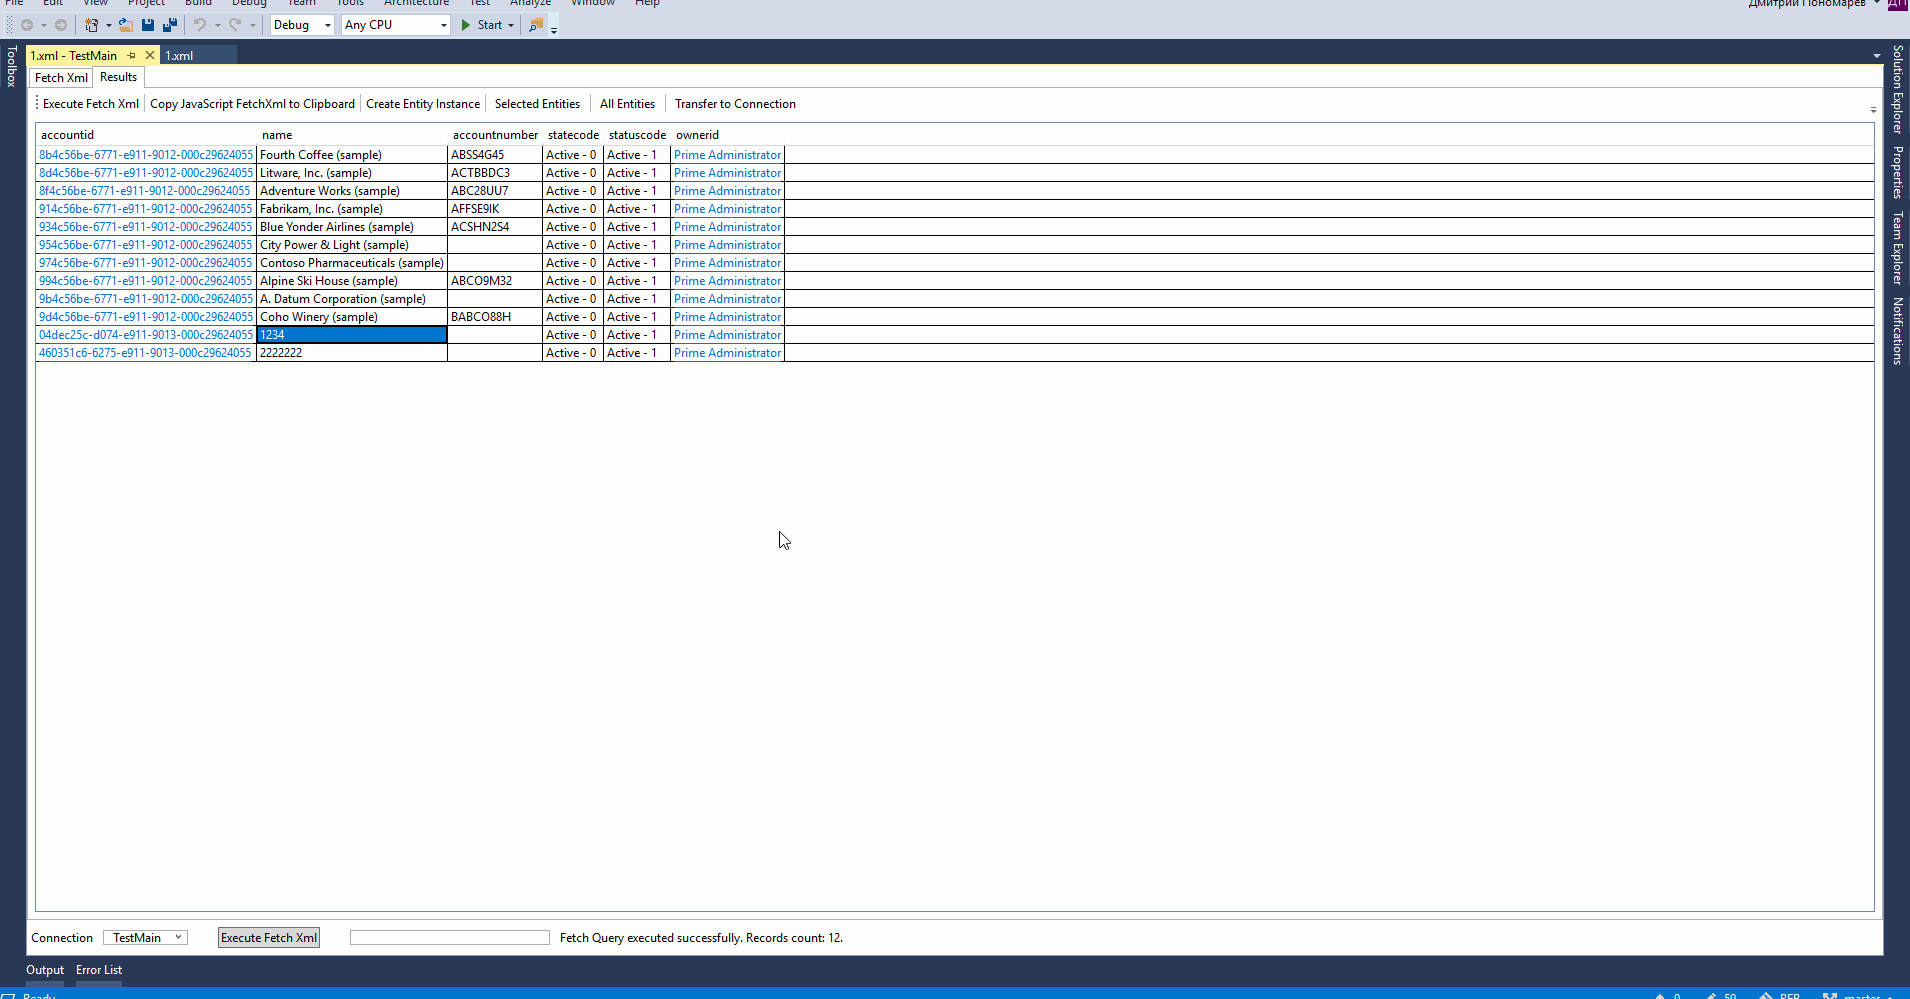 File Edit View Project Build Debug Team Tools Architecture Test Analyze Window Help Дмитрий Пономарев ДП
Debug Any CPU Start
Toolbox
1.xml - TestMain 1.xml
Fetch Xml Results
Execute Fetch Xml Copy JavaScript FetchXml to Clipboard Create Entity Instance Selected Entities All Entities Transfer to Connection
accountid name accountnumber statecode statuscode ownerid
8b4c56be-6771-e911-9012-000c29624055 Fourth Coffee (sample) ABSS4G45 Active - 0 Active - 1 Prime Administrator
8d4c56be-6771-e911-9012-000c29624055 Litware, Inc. (sample) ACTBBDC3 Active - 0 Active - 1 Prime Administrator
8f4c56be-6771-e911-9012-000c29624055 Adventure Works (sample) ABC28UU7 Active - 0 Active - 1 Prime Administrator
914c56be-6771-e911-9012-000c29624055 Fabrikam, Inc. (sample) AFFSE9IK Active - 0 Active - 1 Prime Administrator
934c56be-6771-e911-9012-000c29624055 Blue Yonder Airlines (sample) ACSHN2S4 Active - 0 Active - 1 Prime Administrator
954c56be-6771-e911-9012-000c29624055 City Power & Light (sample) Active - 0 Active - 1 Prime Administrator
974c56be-6771-e911-9012-000c29624055 Contoso Pharmaceuticals (sample) Active - 0 Active - 1 Prime Administrator
994c56be-6771-e911-9012-000c29624055 Alpine Ski House (sample) ABCO9M32 Active - 0 Active - 1 Prime Administrator
9b4c56be-6771-e911-9012-000c29624055 A. Datum Corporation (sample) Active - 0 Active - 1 Prime Administrator
9d4c56be-6771-e911-9012-000c29624055 Coho Winery (sample) BABCO88H Active - 0 Active - 1 Prime Administrator
04dec25c-d074-e911-9013-000c29624055 1234 Active - 0 Active - 1 Prime Administrator
460351c6-6275-e911-9013-000c29624055 2222222 Active - 0 Active - 1 Prime Administrator
Solution Explorer
Properties
Team Explorer
Notifications
Connection TestMain Execute Fetch Xml Fetch Query executed successfully. Records count: 12.
Output Error List
Ready 0 59 master